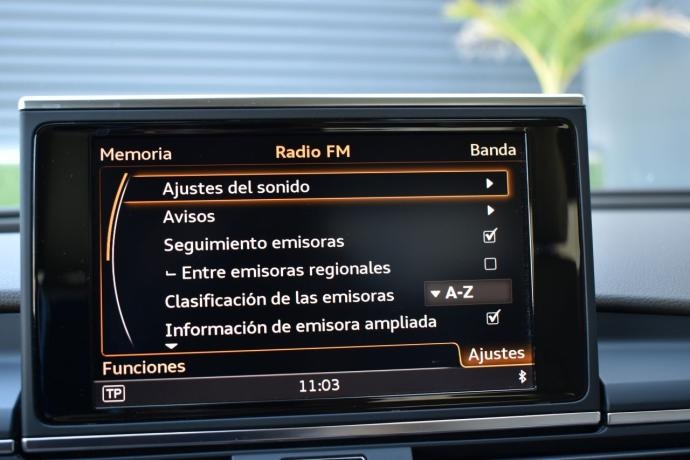 Memoria Radio FM Banda
Ajustes del sonido
Avisos
Seguimiento emisoras
Entre emisoras regionales
Clasificación de las emisoras A-Z
Información de emisora ampliada
Funciones Ajustes
TP 11:03